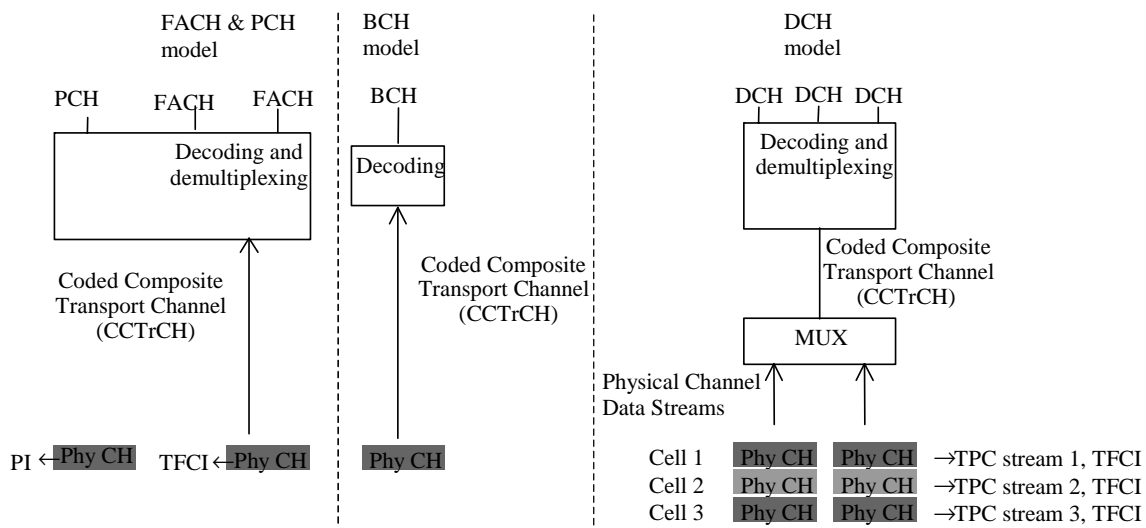 FACH & PCH
model
PCH
FACH
FACH
Decoding and
demultiplexing
Coded Composite
Transport Channel
(CCTrCH)
PI ←Phy CH
TFCI ←Phy CH
BCH
model
BCH
Decoding
Coded Composite
Transport Channel
(CCTrCH)
Phy CH
DCH
model
DCH DCH DCH
Decoding and
demultiplexing
Coded Composite
Transport Channel
(CCTrCH)
MUX
Physical Channel
Data Streams
Cell 1 Phy CH Phy CH →TPC stream 1, TFCI
Cell 2 Phy CH Phy CH →TPC stream 2, TFCI
Cell 3 Phy CH Phy CH →TPC stream 3, TFCI